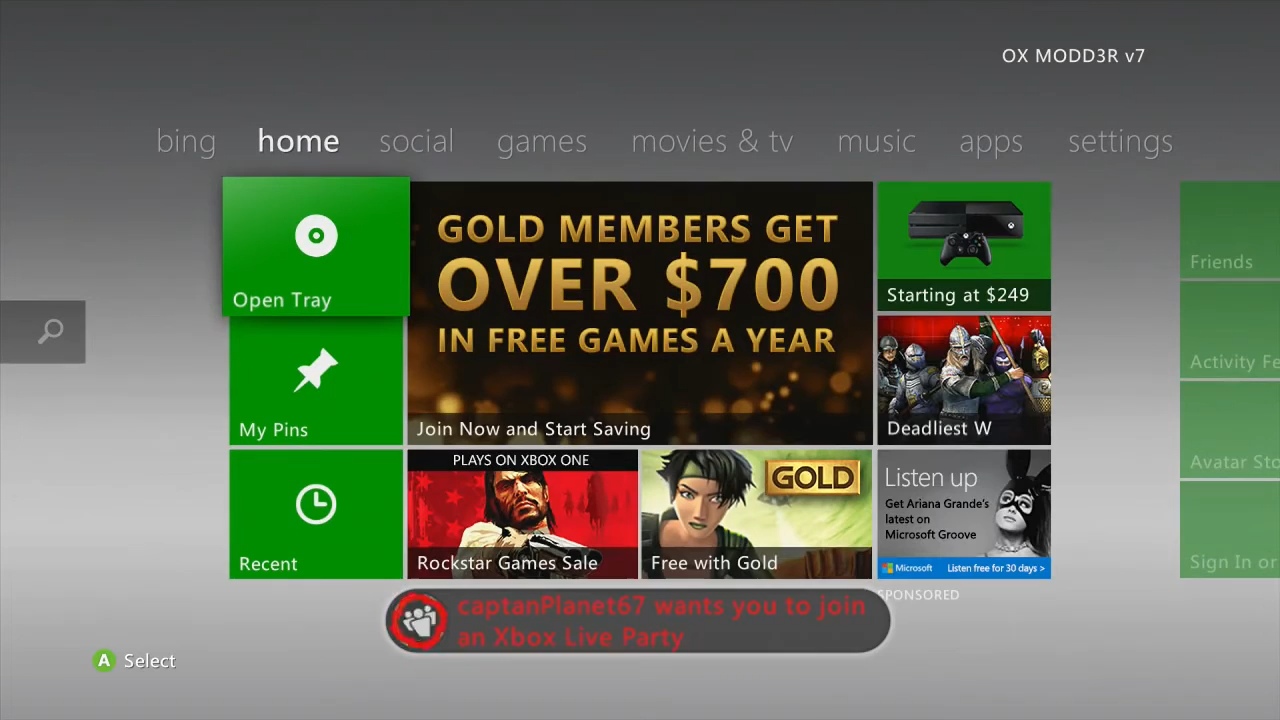 OX MODD3R v7
bing home social games movies & tv music apps settings
Open Tray
My Pins
Recent
GOLD MEMBERS GET
OVER $700
IN FREE GAMES A YEAR
Join Now and Start Saving
Starting at $249
Deadliest W
PLAYS ON XBOX ONE
Rockstar Games Sale
GOLD
Free with Gold
Listen up
Get Ariana Grande's
latest on
Microsoft Groove
Microsoft Listen free for 30 days >
SPONSORED
Friends
Activity Fe
Avatar Sto
Sign In or
captanPlanet67 wants you to join
an Xbox Live Party
A Select